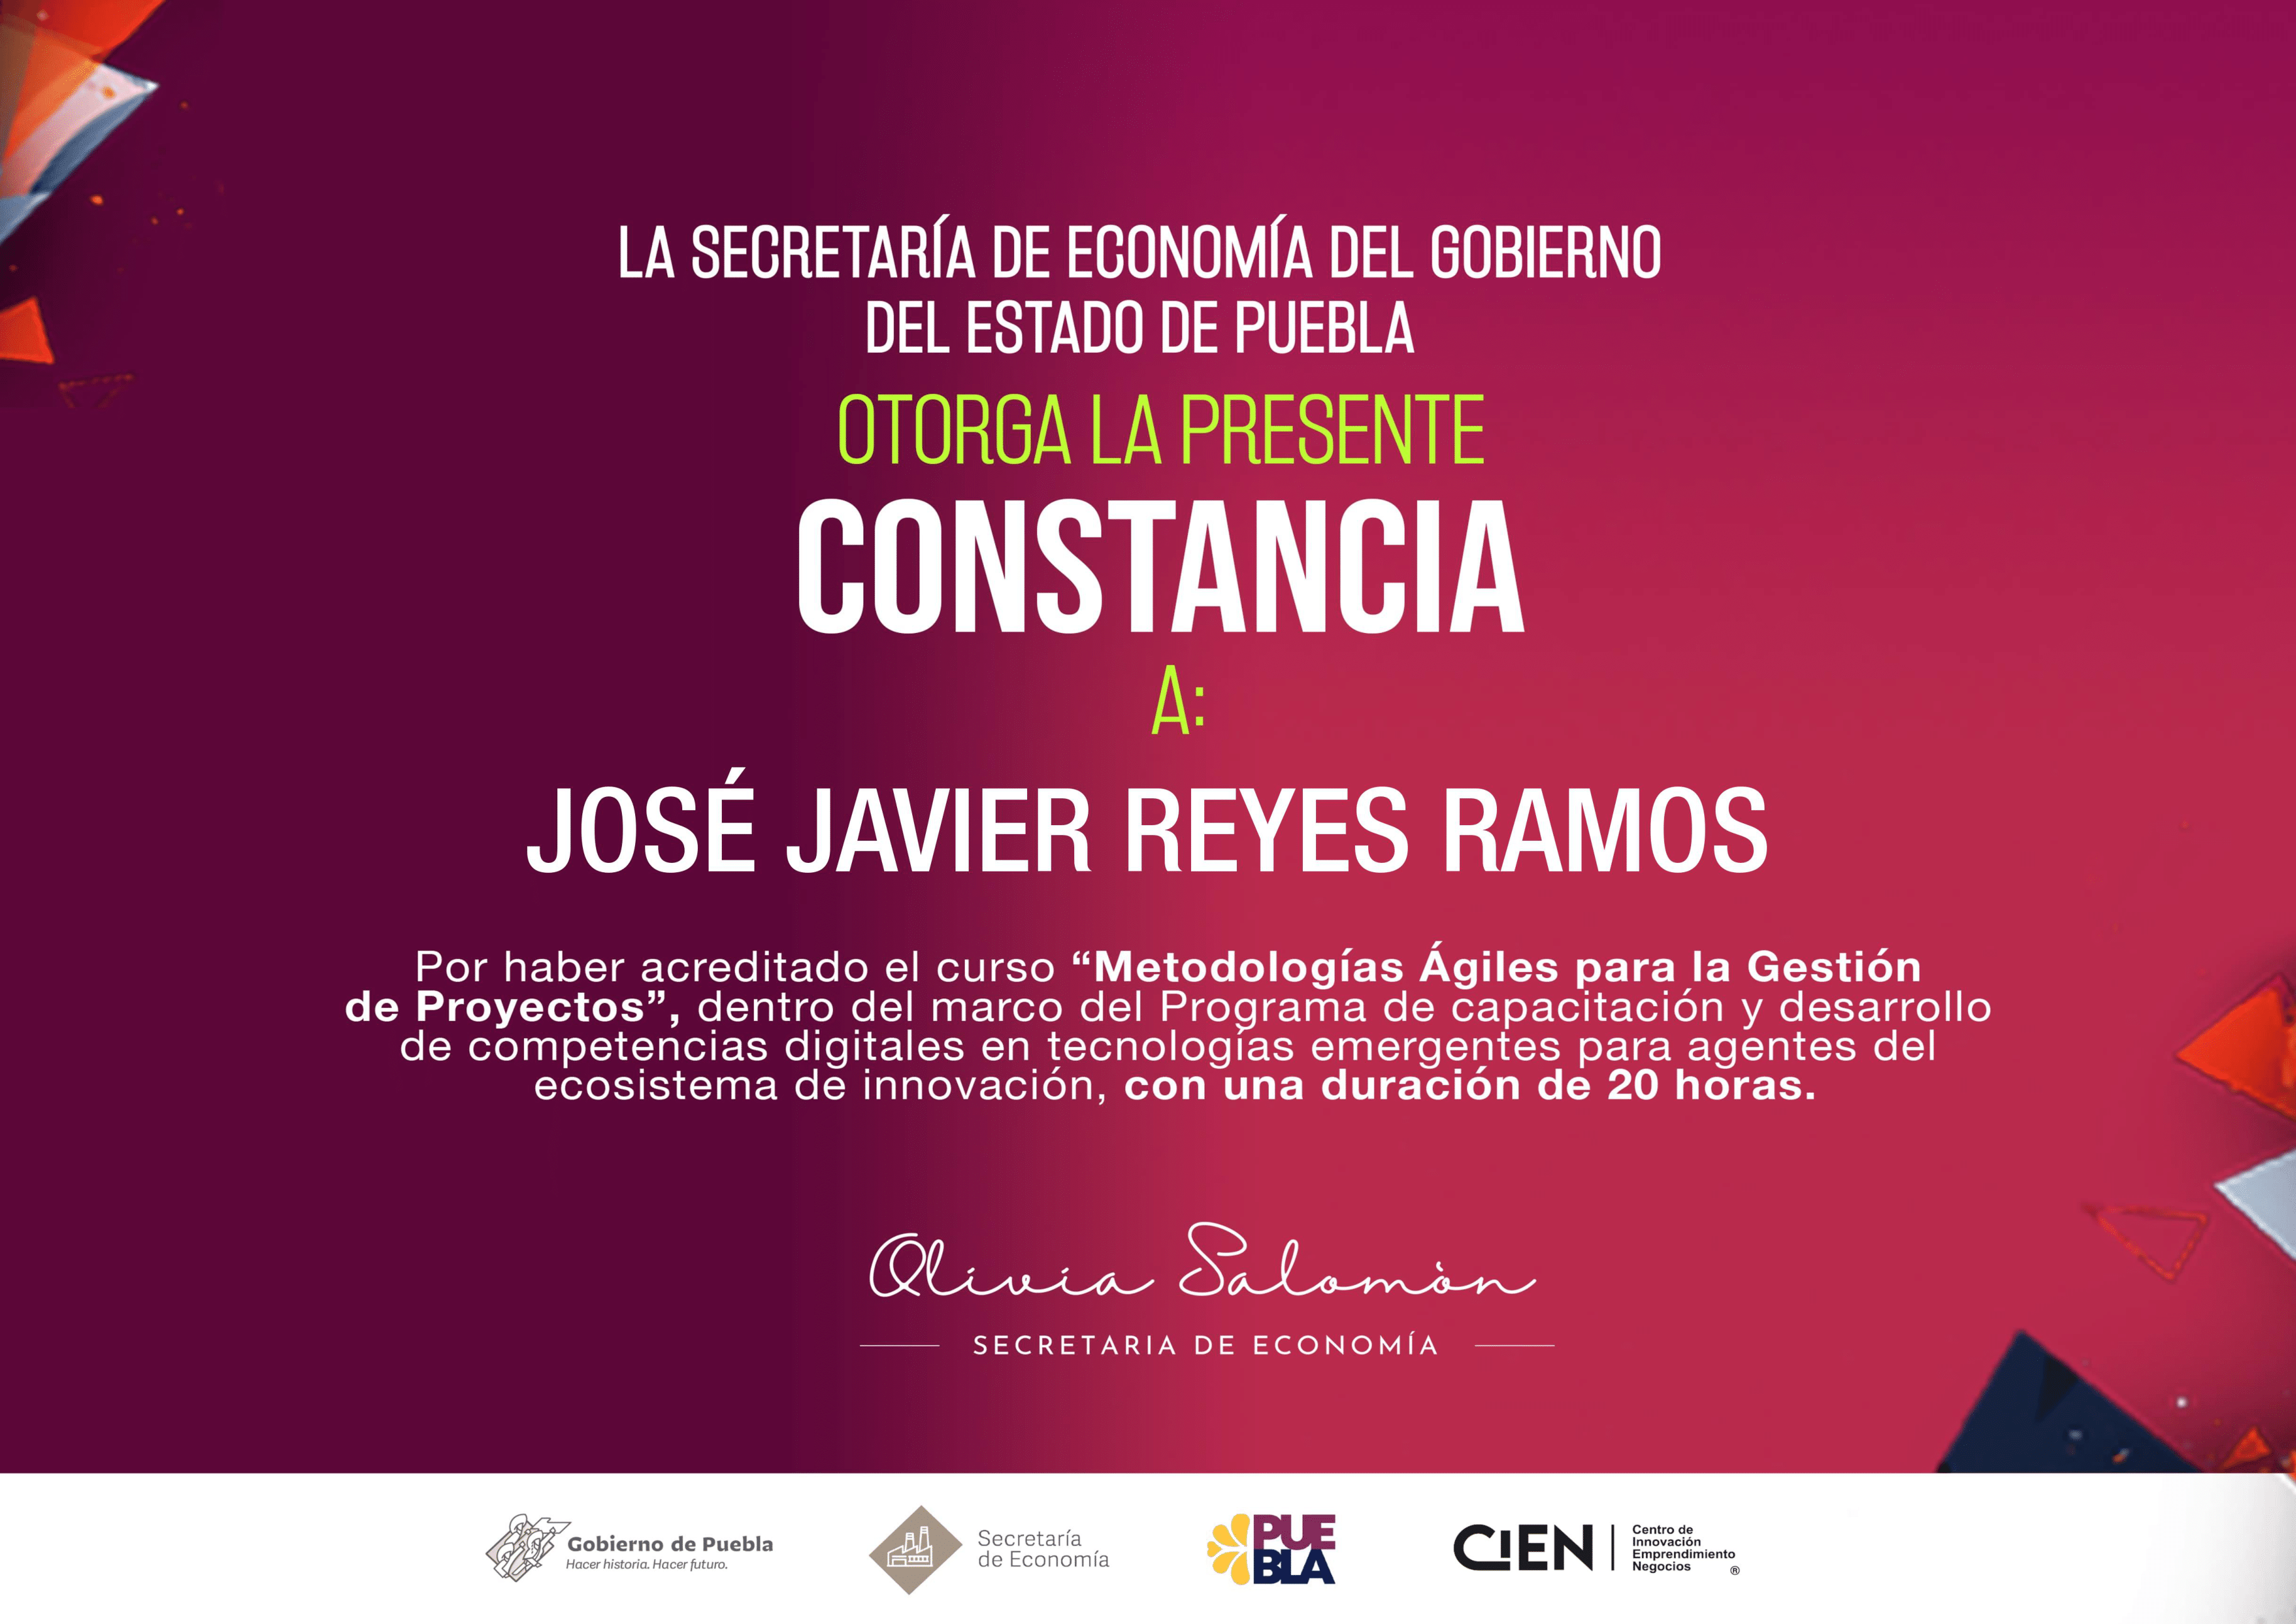 LA SECRETARÍA DE ECONOMÍA DEL GOBIERNO
DEL ESTADO DE PUEBLA
OTORGA LA PRESENTE
CONSTANCIA
A:
JOSÉ JAVIER REYES RAMOS
Por haber acreditado el curso “Metodologías Ágiles para la Gestión
de Proyectos”, dentro del marco del Programa de capacitación y desarrollo
de competencias digitales en tecnologías emergentes para agentes del
ecosistema de innovación, con una duración de 20 horas.
Olivia Salomòn
SECRETARIA DE ECONOMÍA
Gobierno de Puebla
Hacer historia. Hacer futuro.
Secretaría
de Economía
PUE
BLA
CIEN
Centro de
Innovación
Emprendimiento
Negocios ®